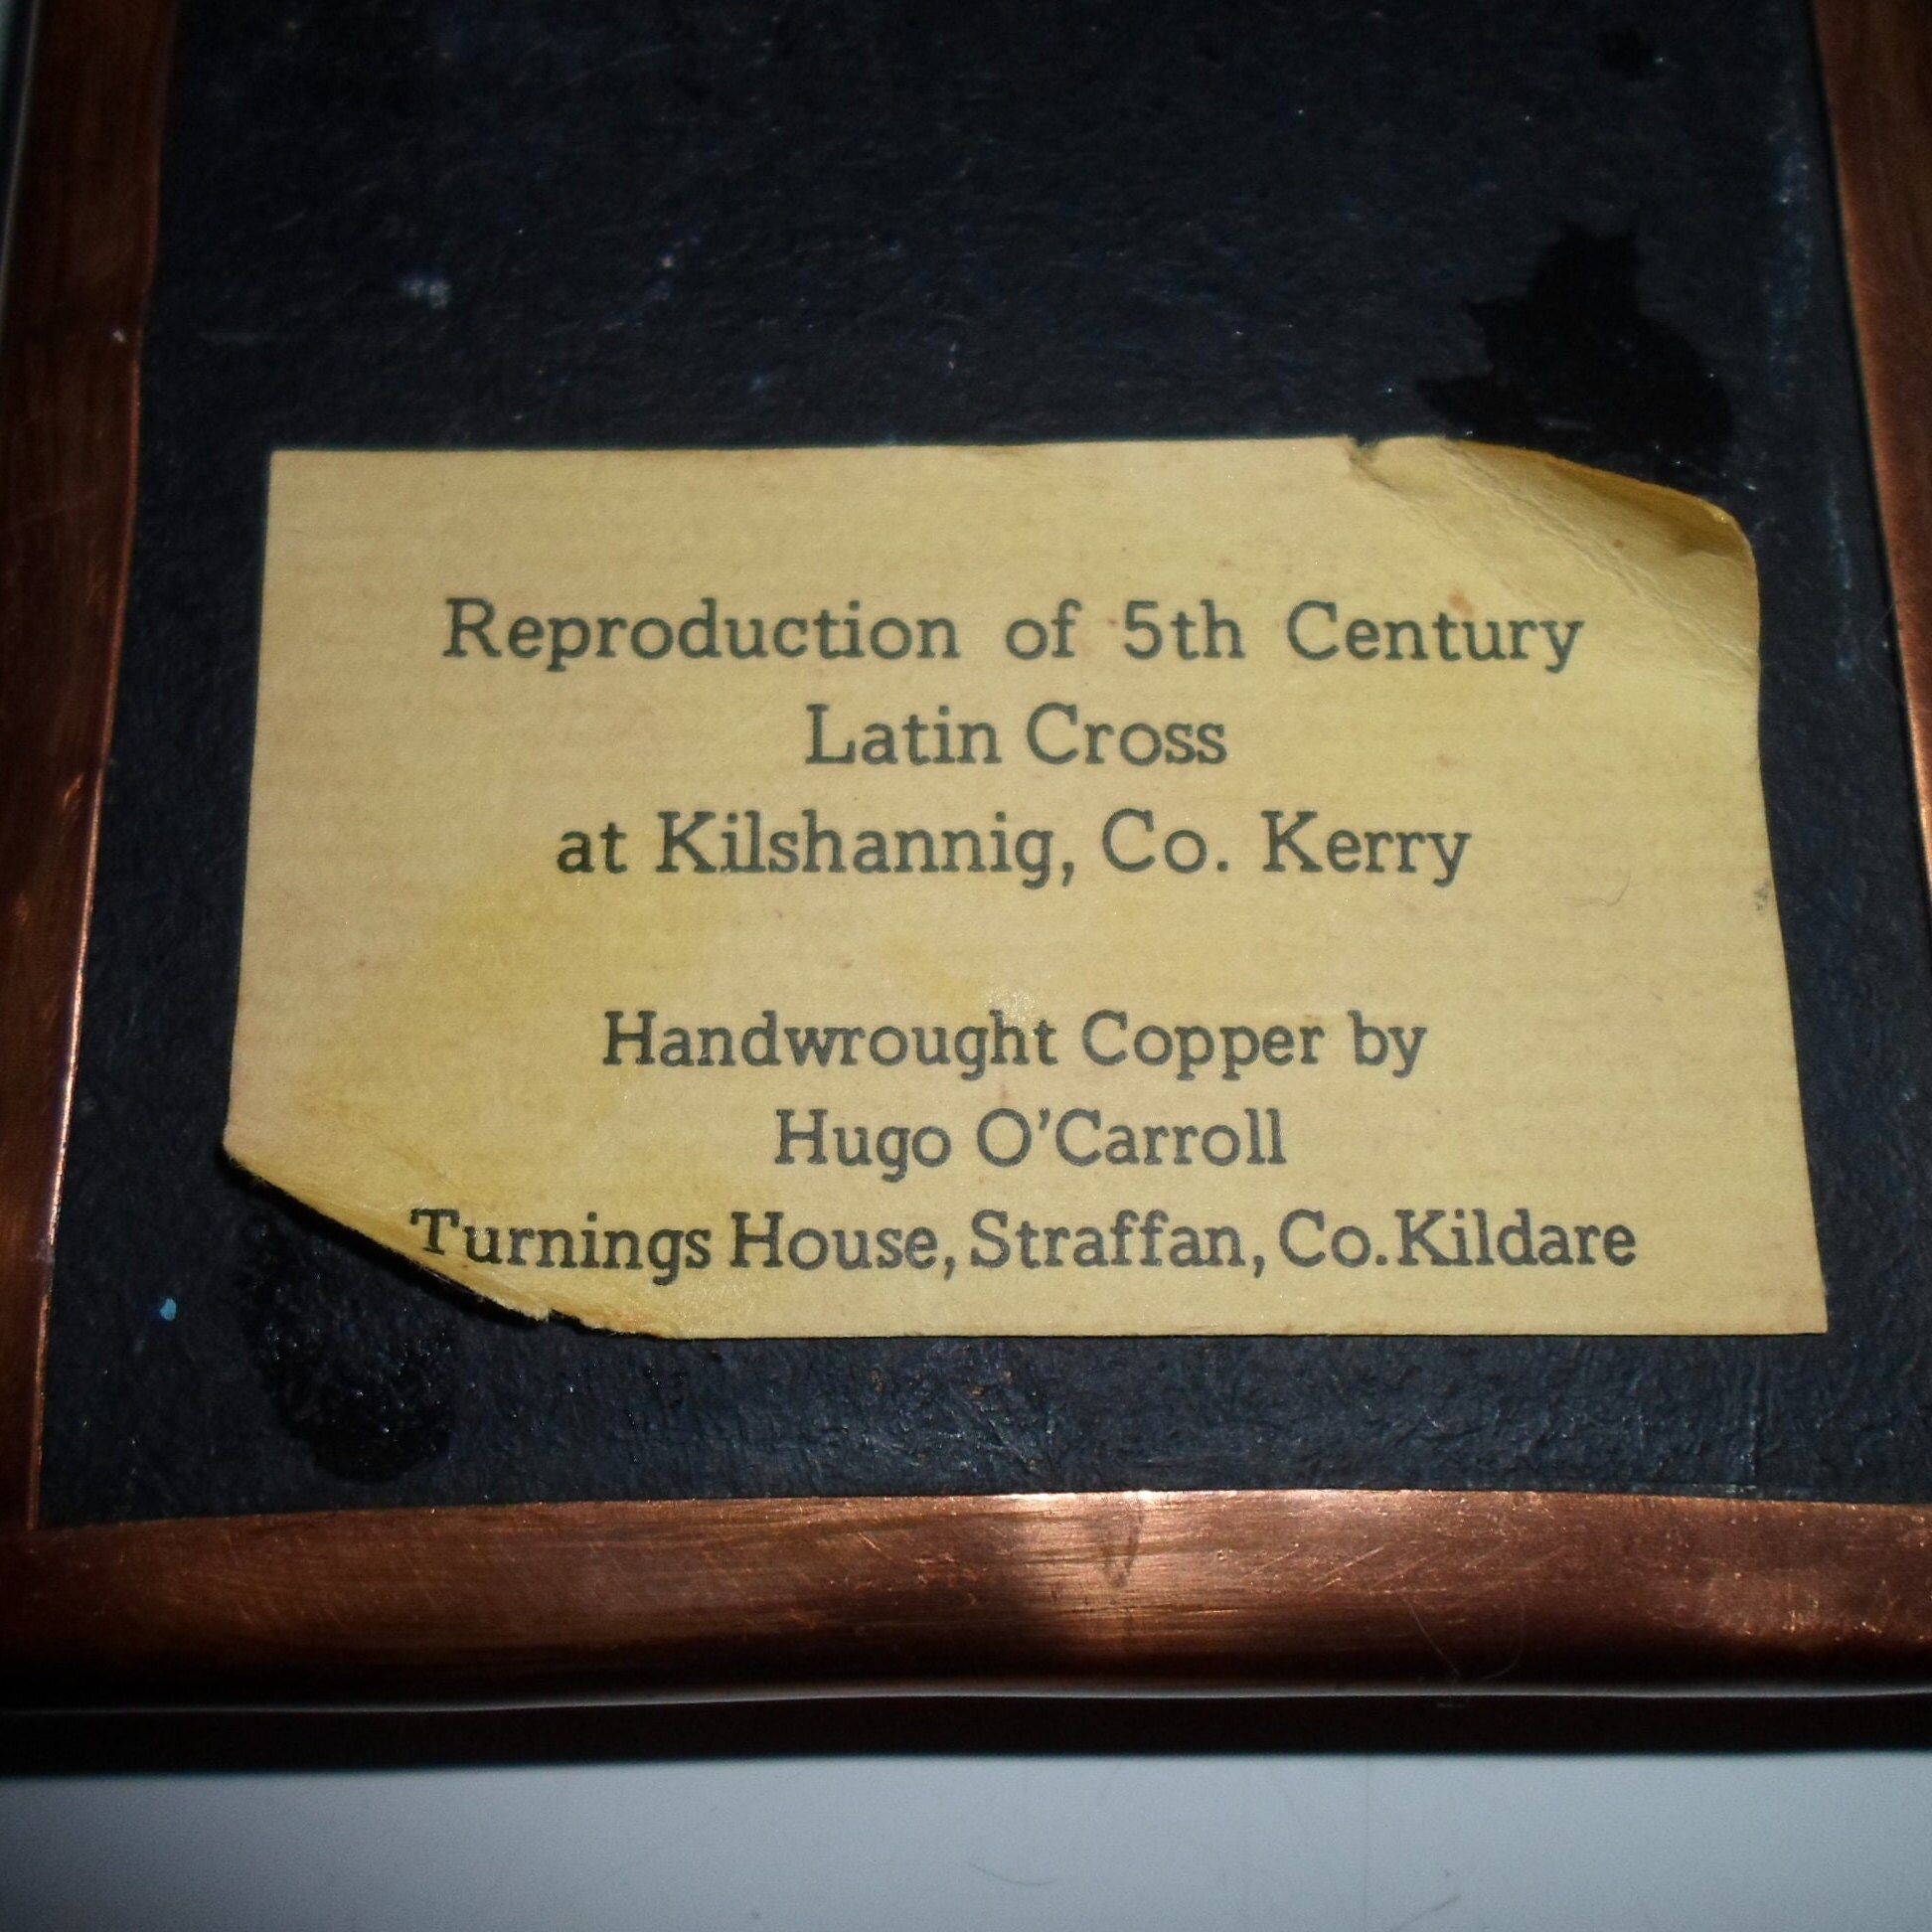 Reproduction of 5th Century
Latin Cross
at Kilshannig, Co. Kerry
Handwrought Copper by
Hugo O'Carroll
Turnings House, Straffan, Co. Kildare